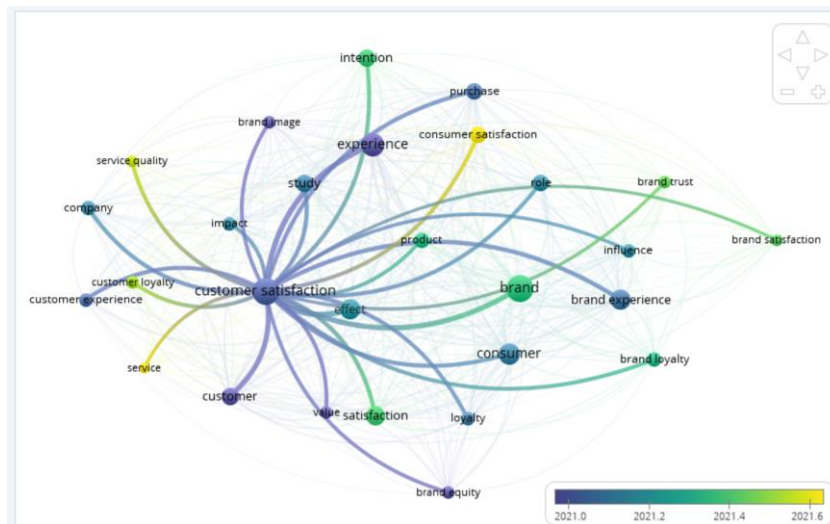 intention
purchase
brand image
consumer satisfaction
experience
service quality
study
role
brand trust
company
impact
product
brand satisfaction
influence
customer loyalty
customer satisfaction
brand
customer experience
brand experience
effect
consumer
brand loyalty
service
customer
value
satisfaction
loyalty
brand equity
2021.0 2021.2 2021.4 2021.6